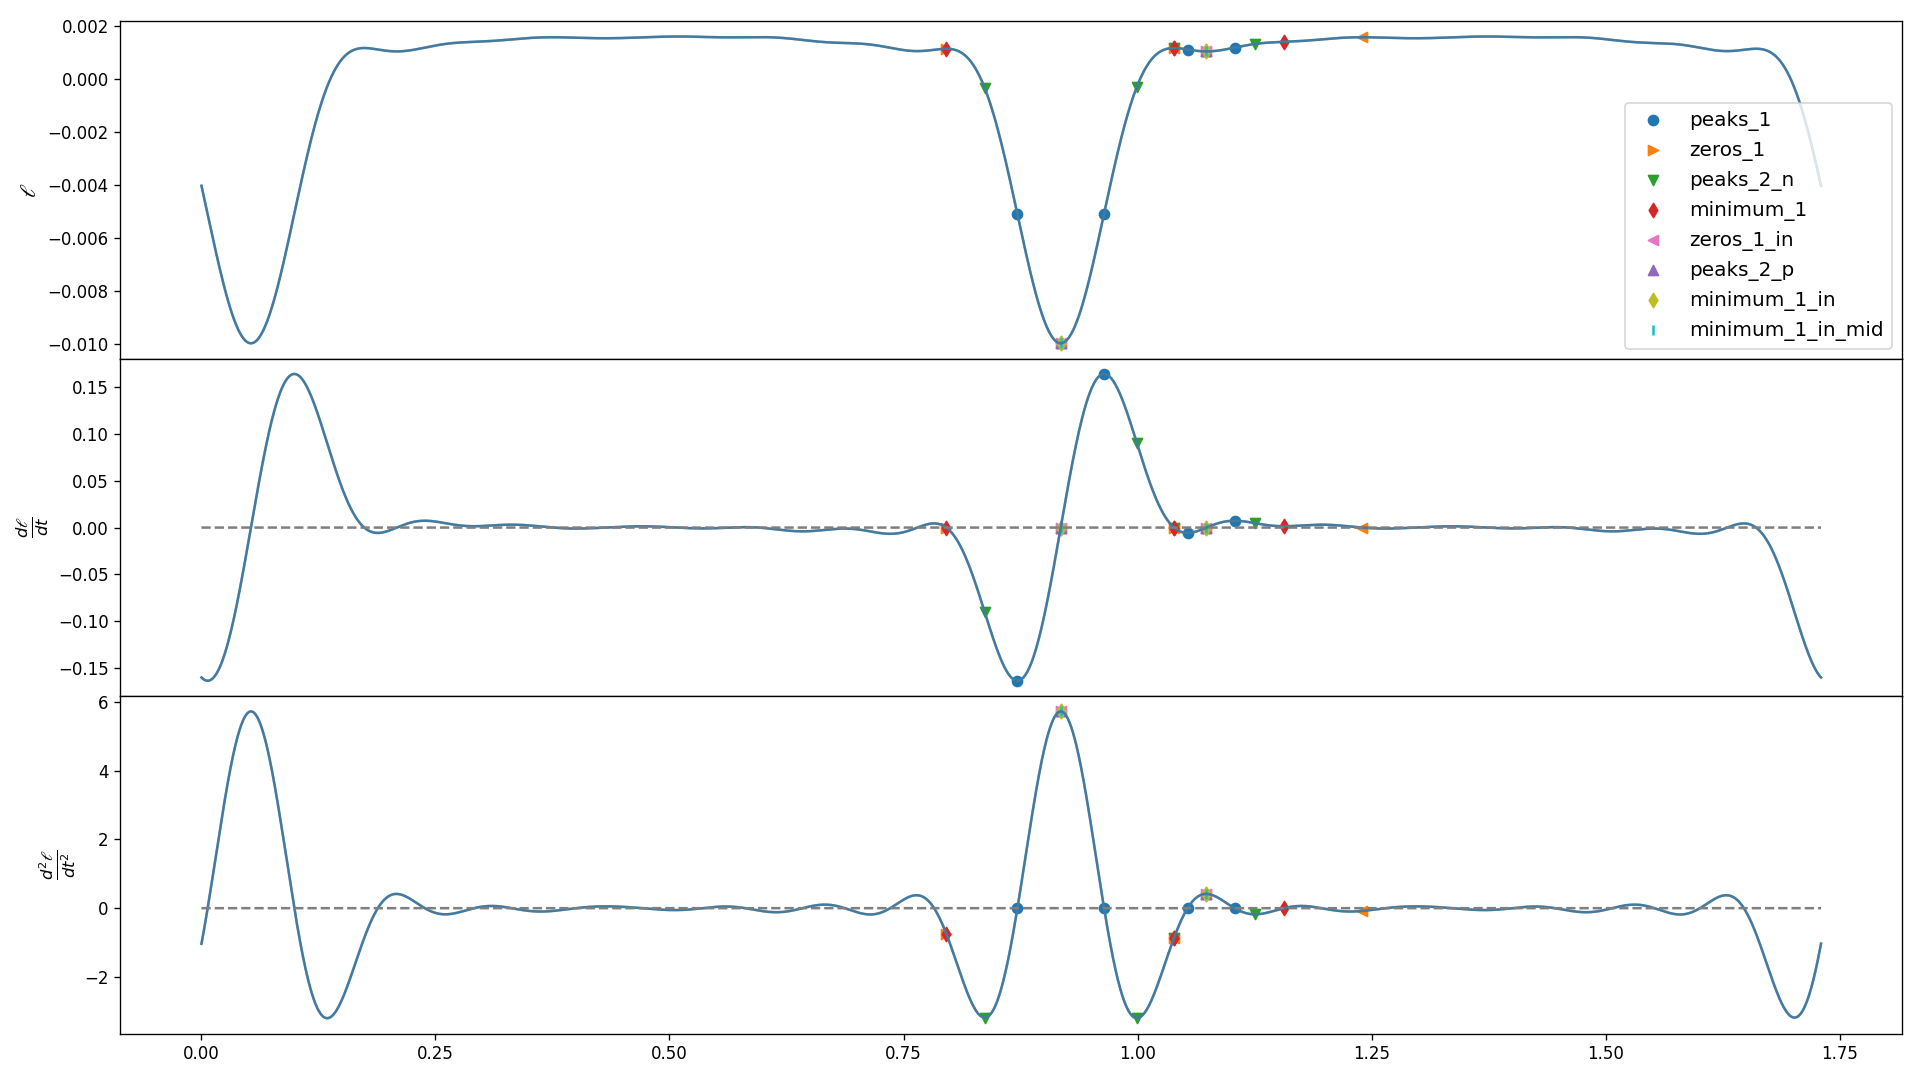 0.002
0.000
−0.002
−0.004
−0.006
−0.008
−0.010
ℓ
peaks_1
zeros_1
peaks_2_n
minimum_1
zeros_1_in
peaks_2_p
minimum_1_in
minimum_1_in_mid
0.15
0.10
0.05
0.00
−0.05
−0.10
−0.15
dℓ
dt
6
4
2
0
−2
d²ℓ
dt²
0.00 0.25 0.50 0.75 1.00 1.25 1.50 1.75